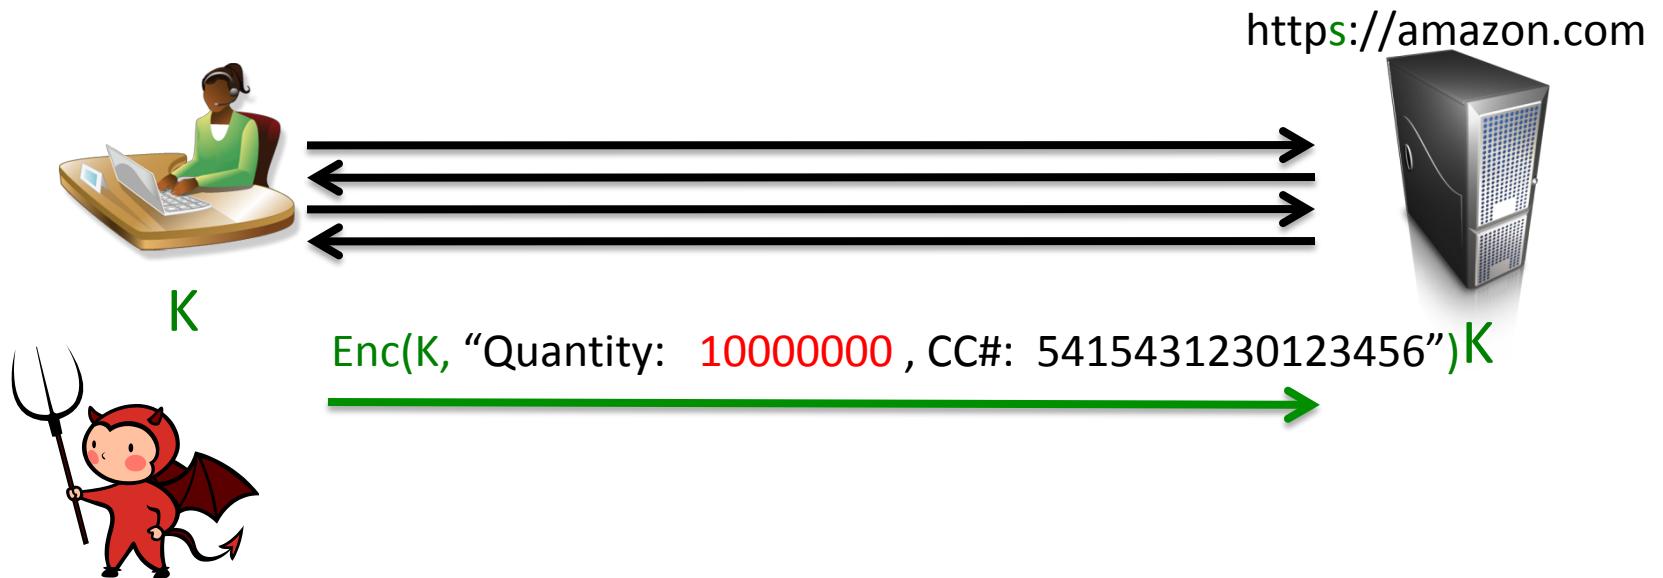 https://amazon.com
K
Enc(K, “Quantity: 10000000 , CC#: 5415431230123456”) K